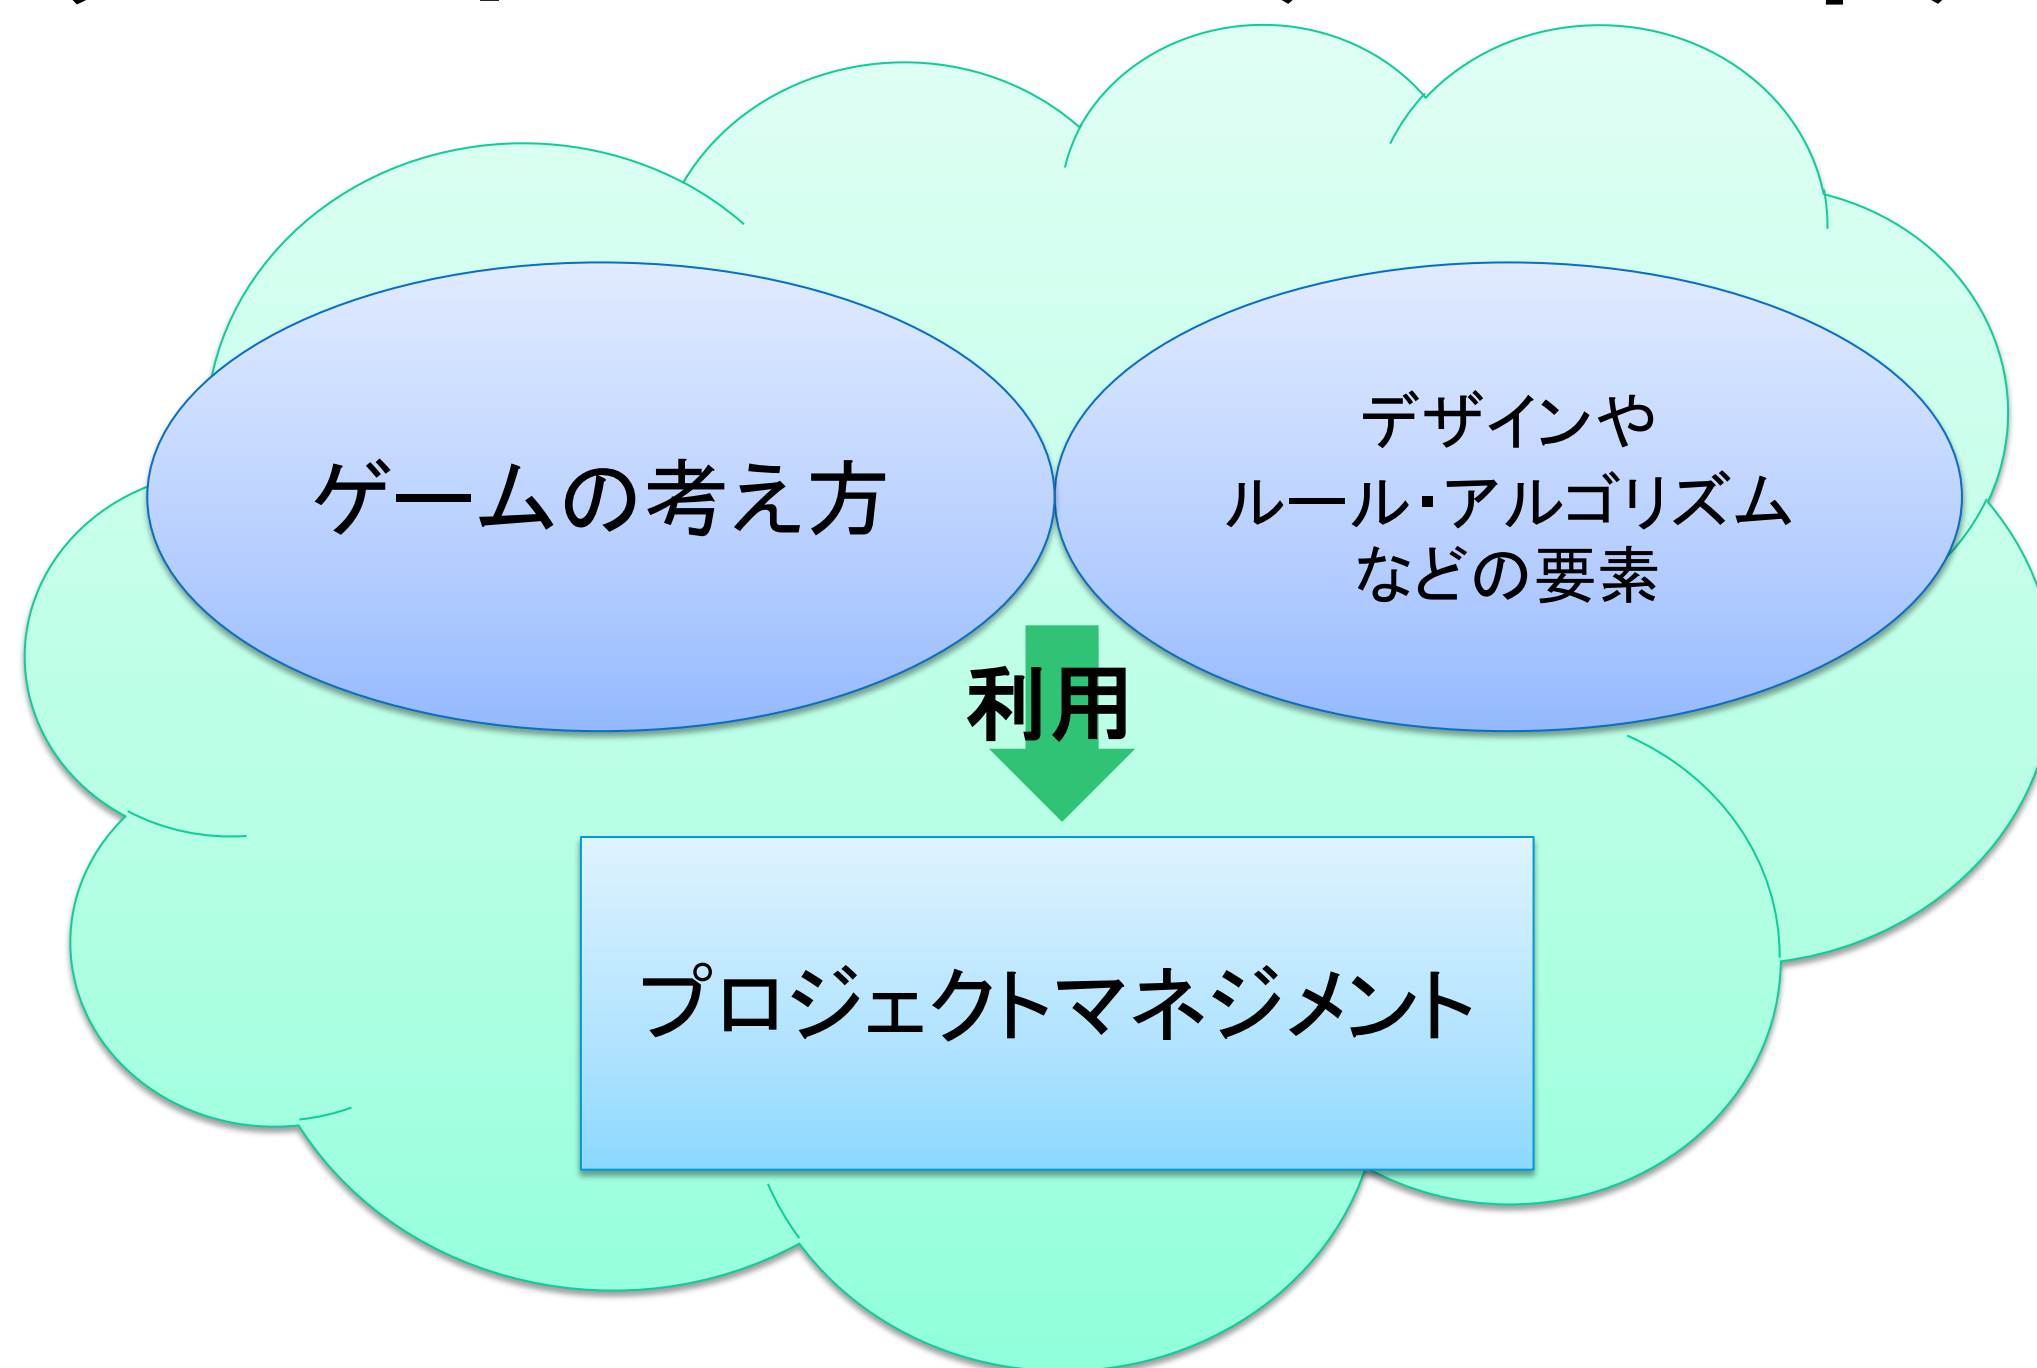 ゲームの考え方
デザインや
ルール・アルゴリズム
などの要素
利用
プロジェクトマネジメント